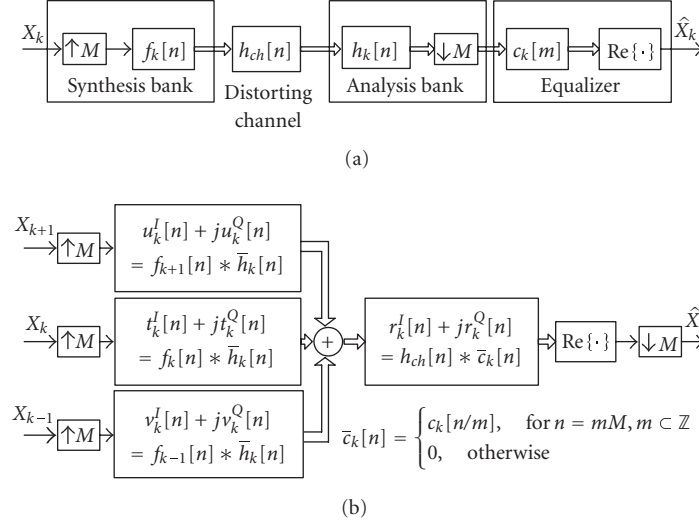 X_k ↑M f_k[n] h_ch[n] h_k[n] ↓M c_k[m] Re{·} X̂_k
Synthesis bank Distorting channel Analysis bank Equalizer
(a)
X_{k+1} ↑M u_k^I[n] + ju_k^Q[n]
= f_{k+1}[n] ∗ h̅_k[n]
X_k ↑M t_k^I[n] + jt_k^Q[n]
= f_k[n] ∗ h̅_k[n]
+
r_k^I[n] + jr_k^Q[n]
= h_ch[n] ∗ c̅_k[n]
Re{·} ↓M X̂
X_{k−1} ↑M v_k^I[n] + jv_k^Q[n]
= f_{k−1}[n] ∗ h̅_k[n]
c̅_k[n] = { c_k[n/m], for n = mM, m ⊂ ℤ
0, otherwise
(b)